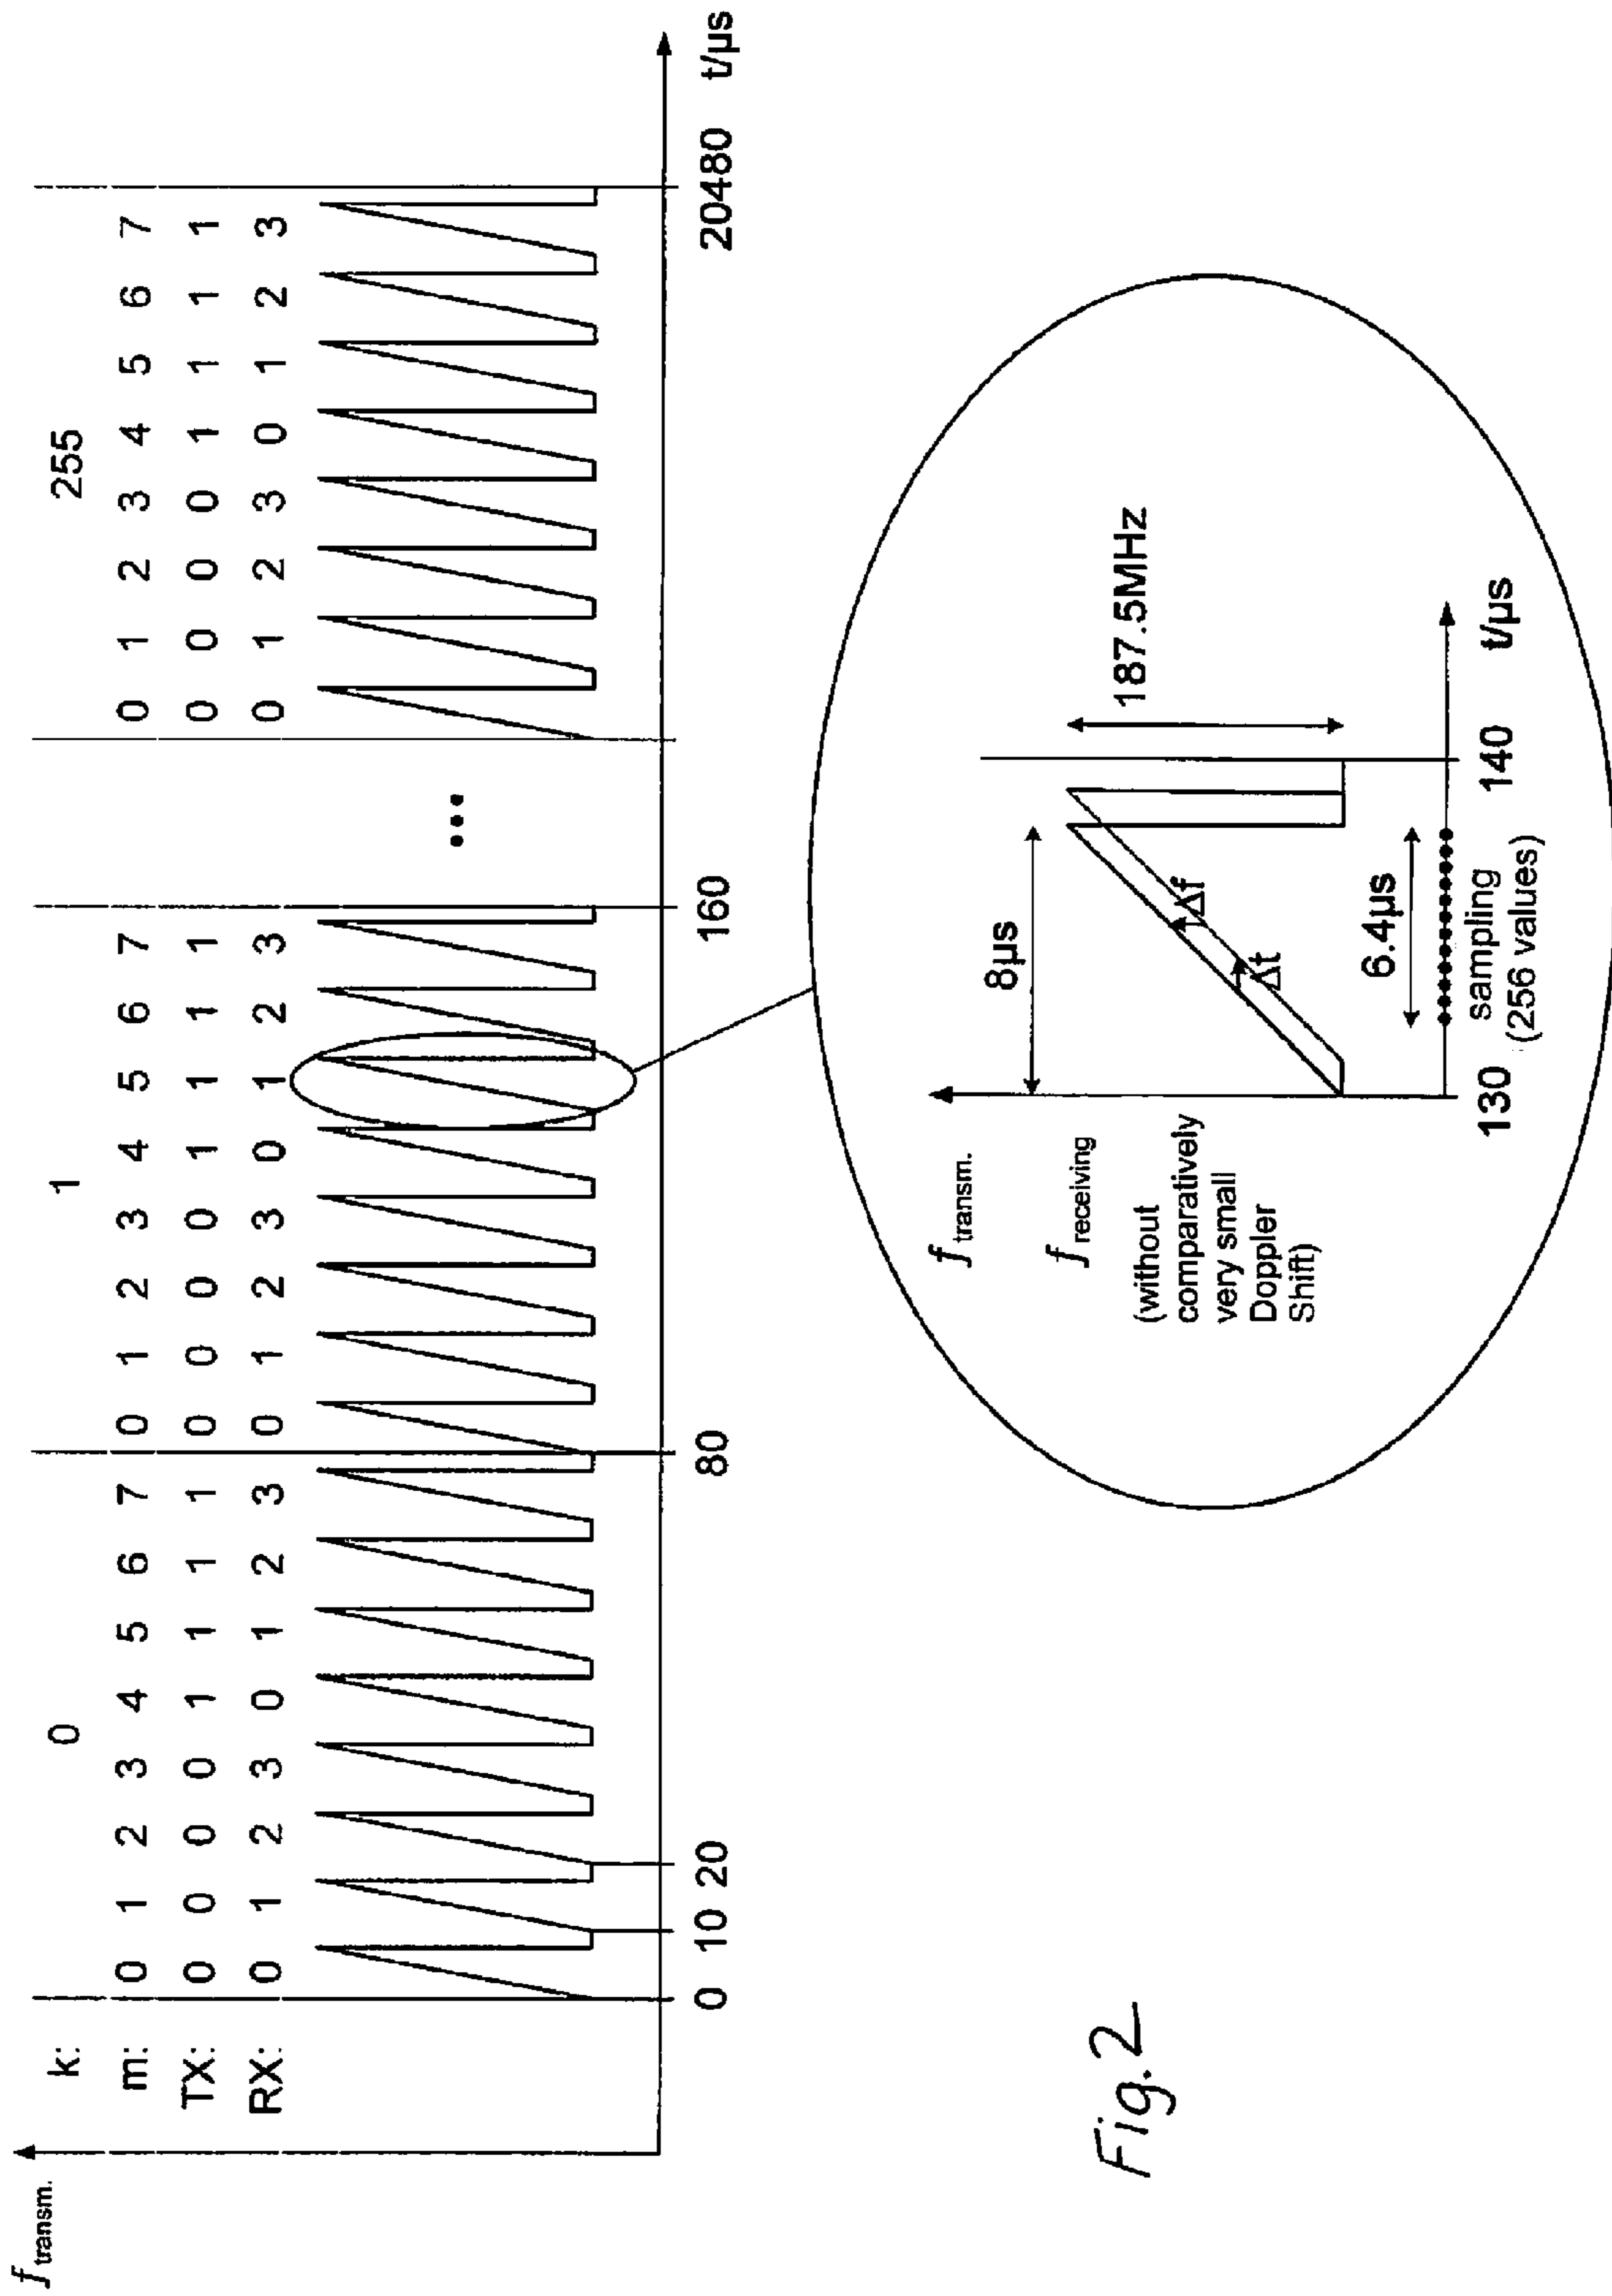 f transm.
k: 0 1 255
m: 0 1 2 3 4 5 6 7 0 1 2 3 4 5 6 7 0 1 2 3 4 5 6 7
TX: 0 0 0 0 1 1 1 1 0 0 0 0 1 1 1 1 0 0 0 0 1 1 1 1
RX: 0 1 2 3 0 1 2 3 0 1 2 3 0 1 2 3 0 1 2 3 0 1 2 3
...
0 10 20 80 160 20480 t/µs
f transm.
f receiving
(without
comparatively
very small
Doppler
Shift)
8µs
187.5MHz
Δf
Δt
6.4µs
130 140 t/µs
sampling
(256 values)
Fig.2